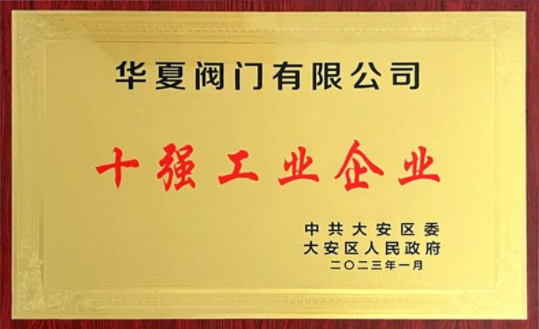 华夏阀门有限公司
十强工业企业
中共大安区委
大安区人民政府
二〇二三年一月